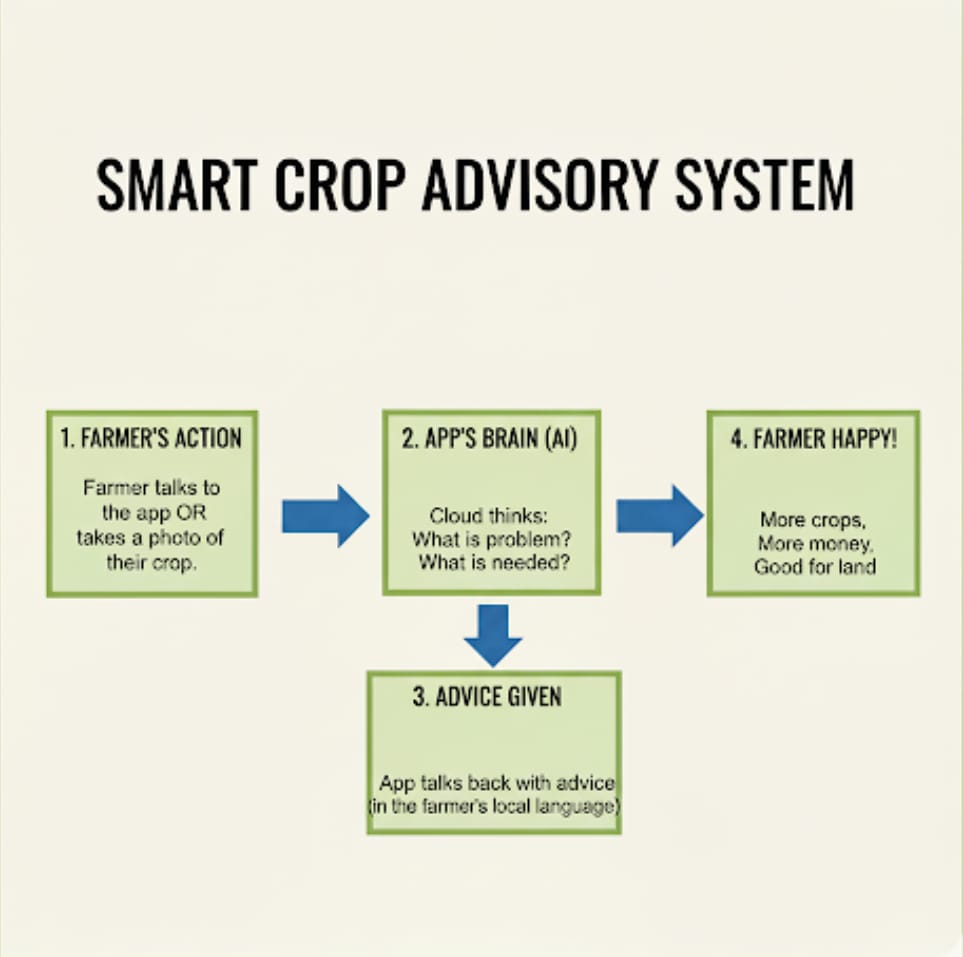 SMART CROP ADVISORY SYSTEM
1. FARMER'S ACTION
Farmer talks to
the app OR
takes a photo of
their crop.
2. APP'S BRAIN (AI)
Cloud thinks:
What is problem?
What is needed?
4. FARMER HAPPY!
More crops,
More money,
Good for land
3. ADVICE GIVEN
App talks back with advice
(in the farmer's local language)